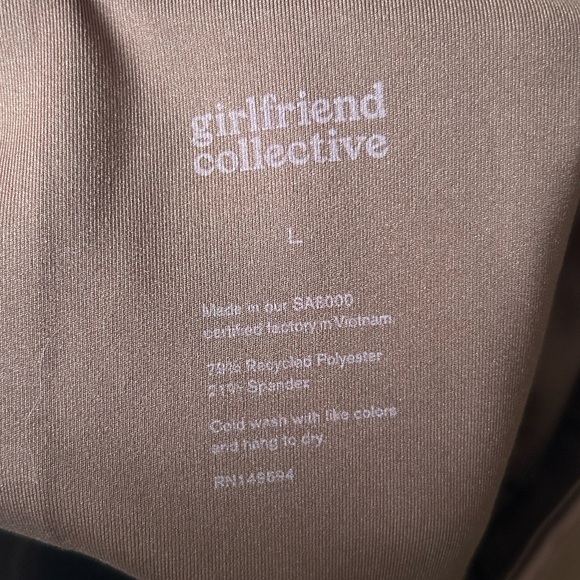 girlfriend
collective
L
Made in our SA8000
certified factory in Vietnam.
79% Recycled Polyester
21% Spandex
Cold wash with like colors
and hang to dry.